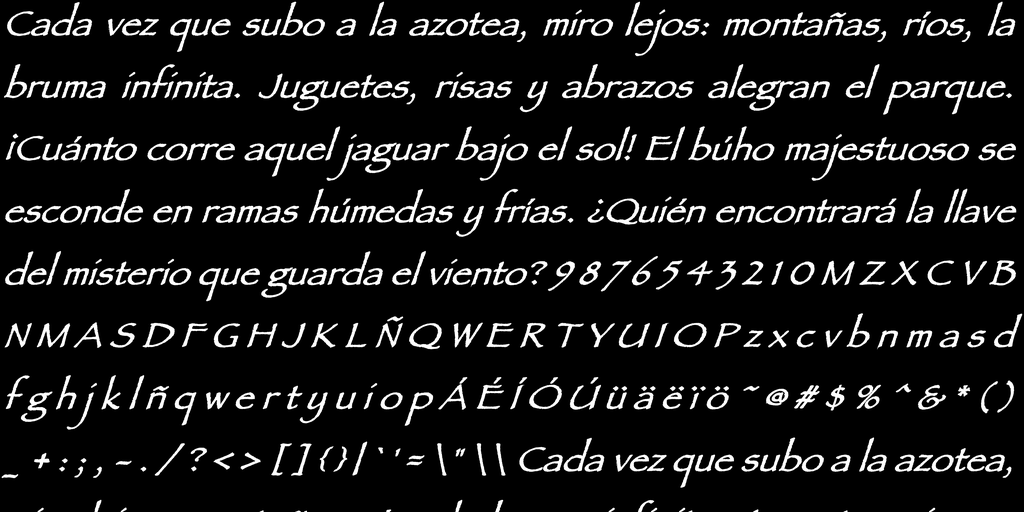 Cada vez que subo a la azotea, miro lejos: montañas, ríos, la
bruma infinita. Juguetes, risas y abrazos alegran el parque.
¡Cuánto corre aquel jaguar bajo el sol! El búho majestuoso se
esconde en ramas húmedas y frías. ¿Quién encontrará la llave
del misterio que guarda el viento? 9 8 7 6 5 4 3 2 1 0 M Z X C V B
N M A S D F G H J K L Ñ Q W E R T Y U I O P z x c v b n m a s d
f g h j k l ñ q w e r t y u i o p Á É Í Ó Ú ü ä ë ï ö ~ @ # $ % ^ & * ( )
_ + : ; , - . / ? < > [ ] { } | ` ' = \ " \ \ Cada vez que subo a la azotea,